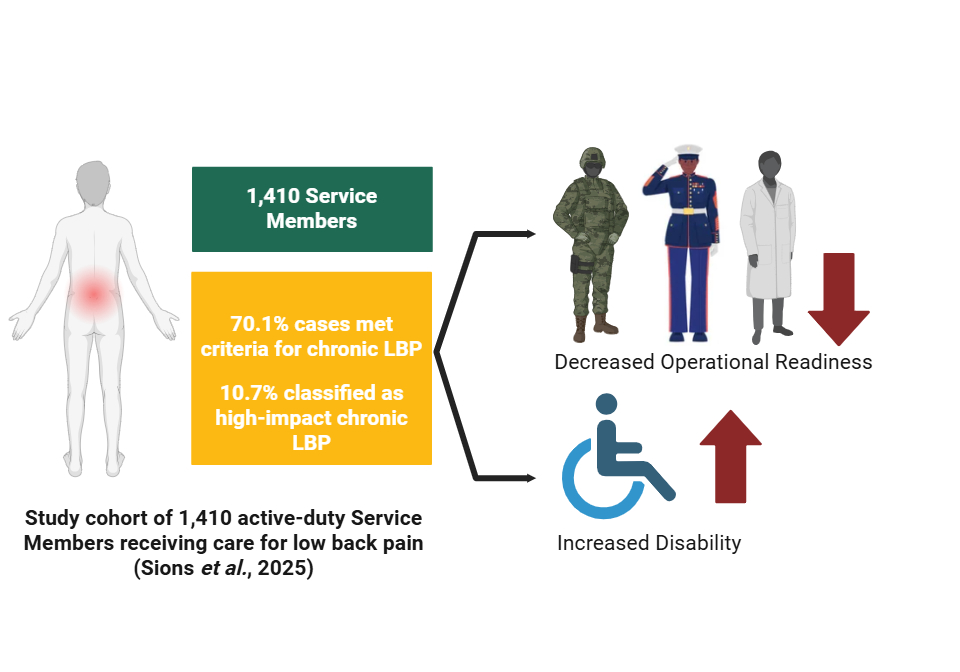 1,410 Service
Members
70.1% cases met
criteria for chronic LBP
10.7% classified as
high-impact chronic
LBP
Study cohort of 1,410 active-duty Service
Members receiving care for low back pain
(Sions et al., 2025)
Decreased Operational Readiness
Increased Disability